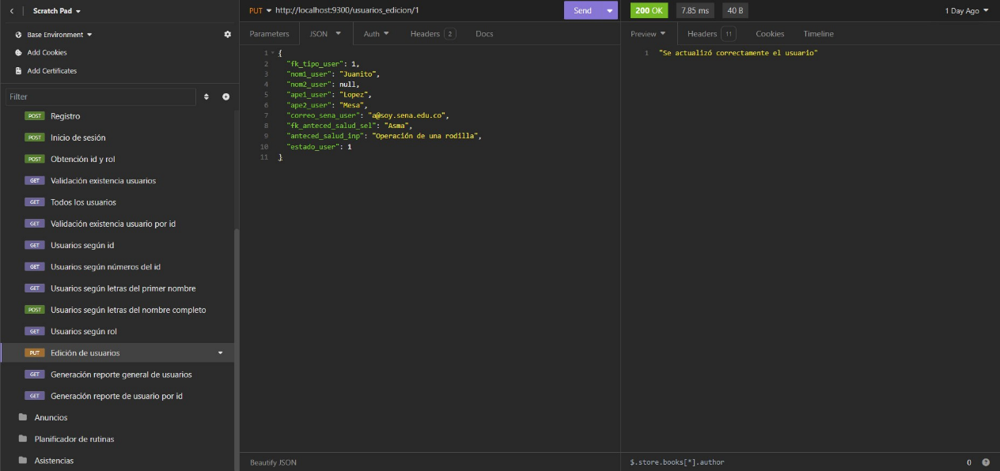 Scratch Pad
Base Environment
Add Cookies
Add Certificates
Filter
POST Registro
POST Inicio de sesión
POST Obtención id y rol
GET Validación existencia usuarios
GET Todos los usuarios
GET Validación existencia usuario por id
GET Usuarios según id
GET Usuarios según números del id
GET Usuarios según letras del primer nombre
POST Usuarios según letras del nombre completo
GET Usuarios según rol
PUT Edición de usuarios
GET Generación reporte general de usuarios
GET Generación reporte de usuario por id
Anuncios
Planificador de rutinas
Asistencias
PUT http://localhost:9300/usuarios_edicion/1 Send
Parameters JSON Auth Headers 2 Docs
1 {
2 "fk_tipo_user": 1,
3 "nom1_user": "Juanito",
4 "nom2_user": null,
5 "ape1_user": "Lopez",
6 "ape2_user": "Mesa",
7 "correo_sena_user": "a@soy.sena.edu.co",
8 "fk_anteced_salud_sel": "Asma",
9 "anteced_salud_inp": "Operación de una rodilla",
10 "estado_user": 1
11 }
Beautify JSON
200 OK 7.85 ms 40 B 1 Day Ago
Preview Headers 11 Cookies Timeline
1 "Se actualizó correctamente el usuario"
$.store.books[*].author 0